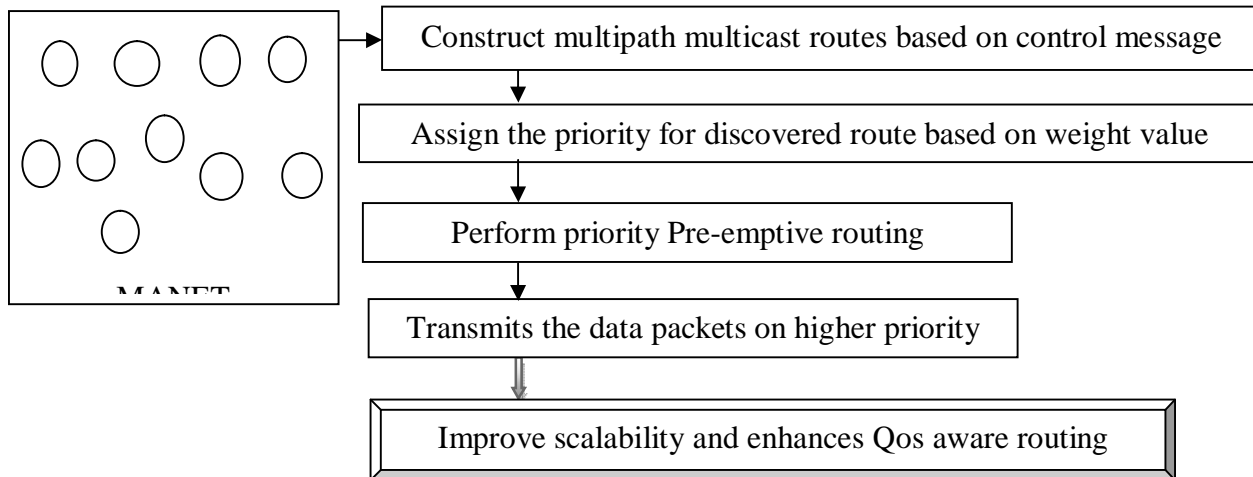 Construct multipath multicast routes based on control message
Assign the priority for discovered route based on weight value
Perform priority Pre-emptive routing
MANET
Transmits the data packets on higher priority
Improve scalability and enhances Qos aware routing